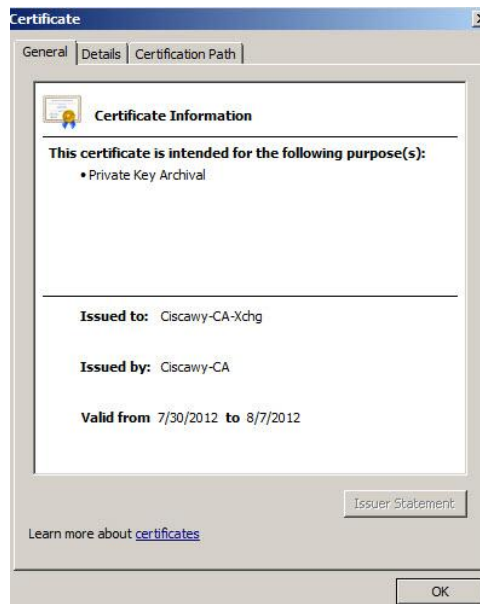 Certificate
General Details Certification Path
Certificate Information
This certificate is intended for the following purpose(s):
• Private Key Archival
Issued to: Ciscawy-CA-Xchg
Issued by: Ciscawy-CA
Valid from 7/30/2012 to 8/7/2012
Issuer Statement
Learn more about certificates
OK